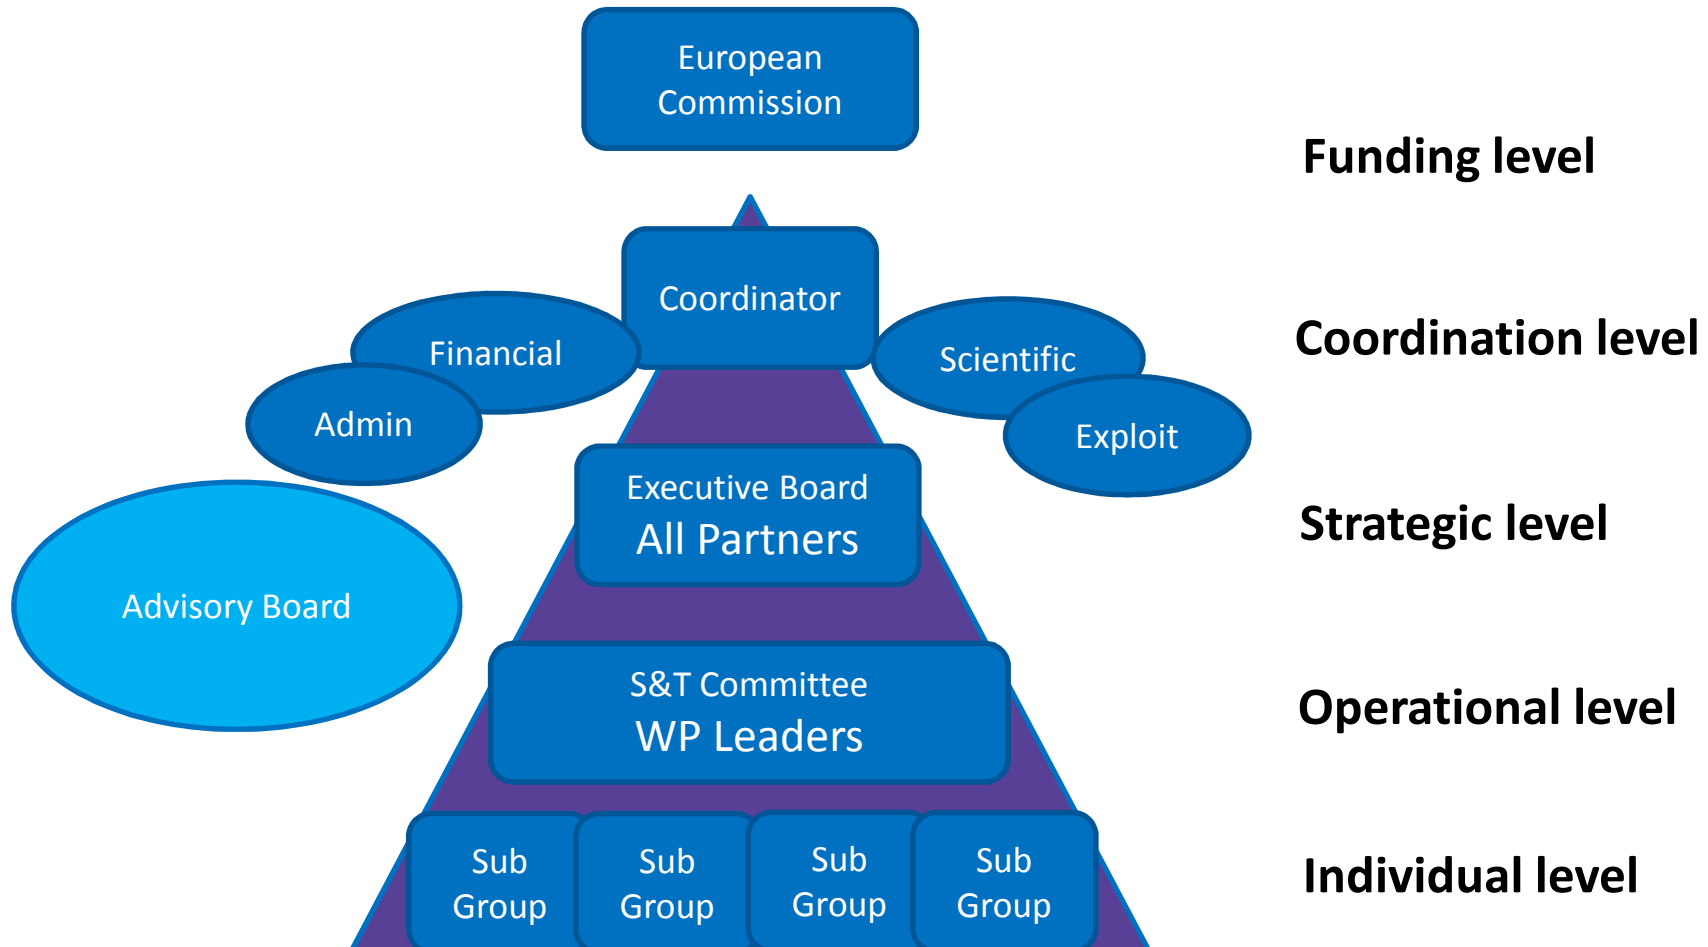 European
Commission
Funding level
Coordinator
Coordination level
Financial
Scientific
Admin
Exploit
Executive Board
All Partners
Strategic level
Advisory Board
S&T Committee
WP Leaders
Operational level
Sub
Group
Sub
Group
Sub
Group
Sub
Group
Individual level